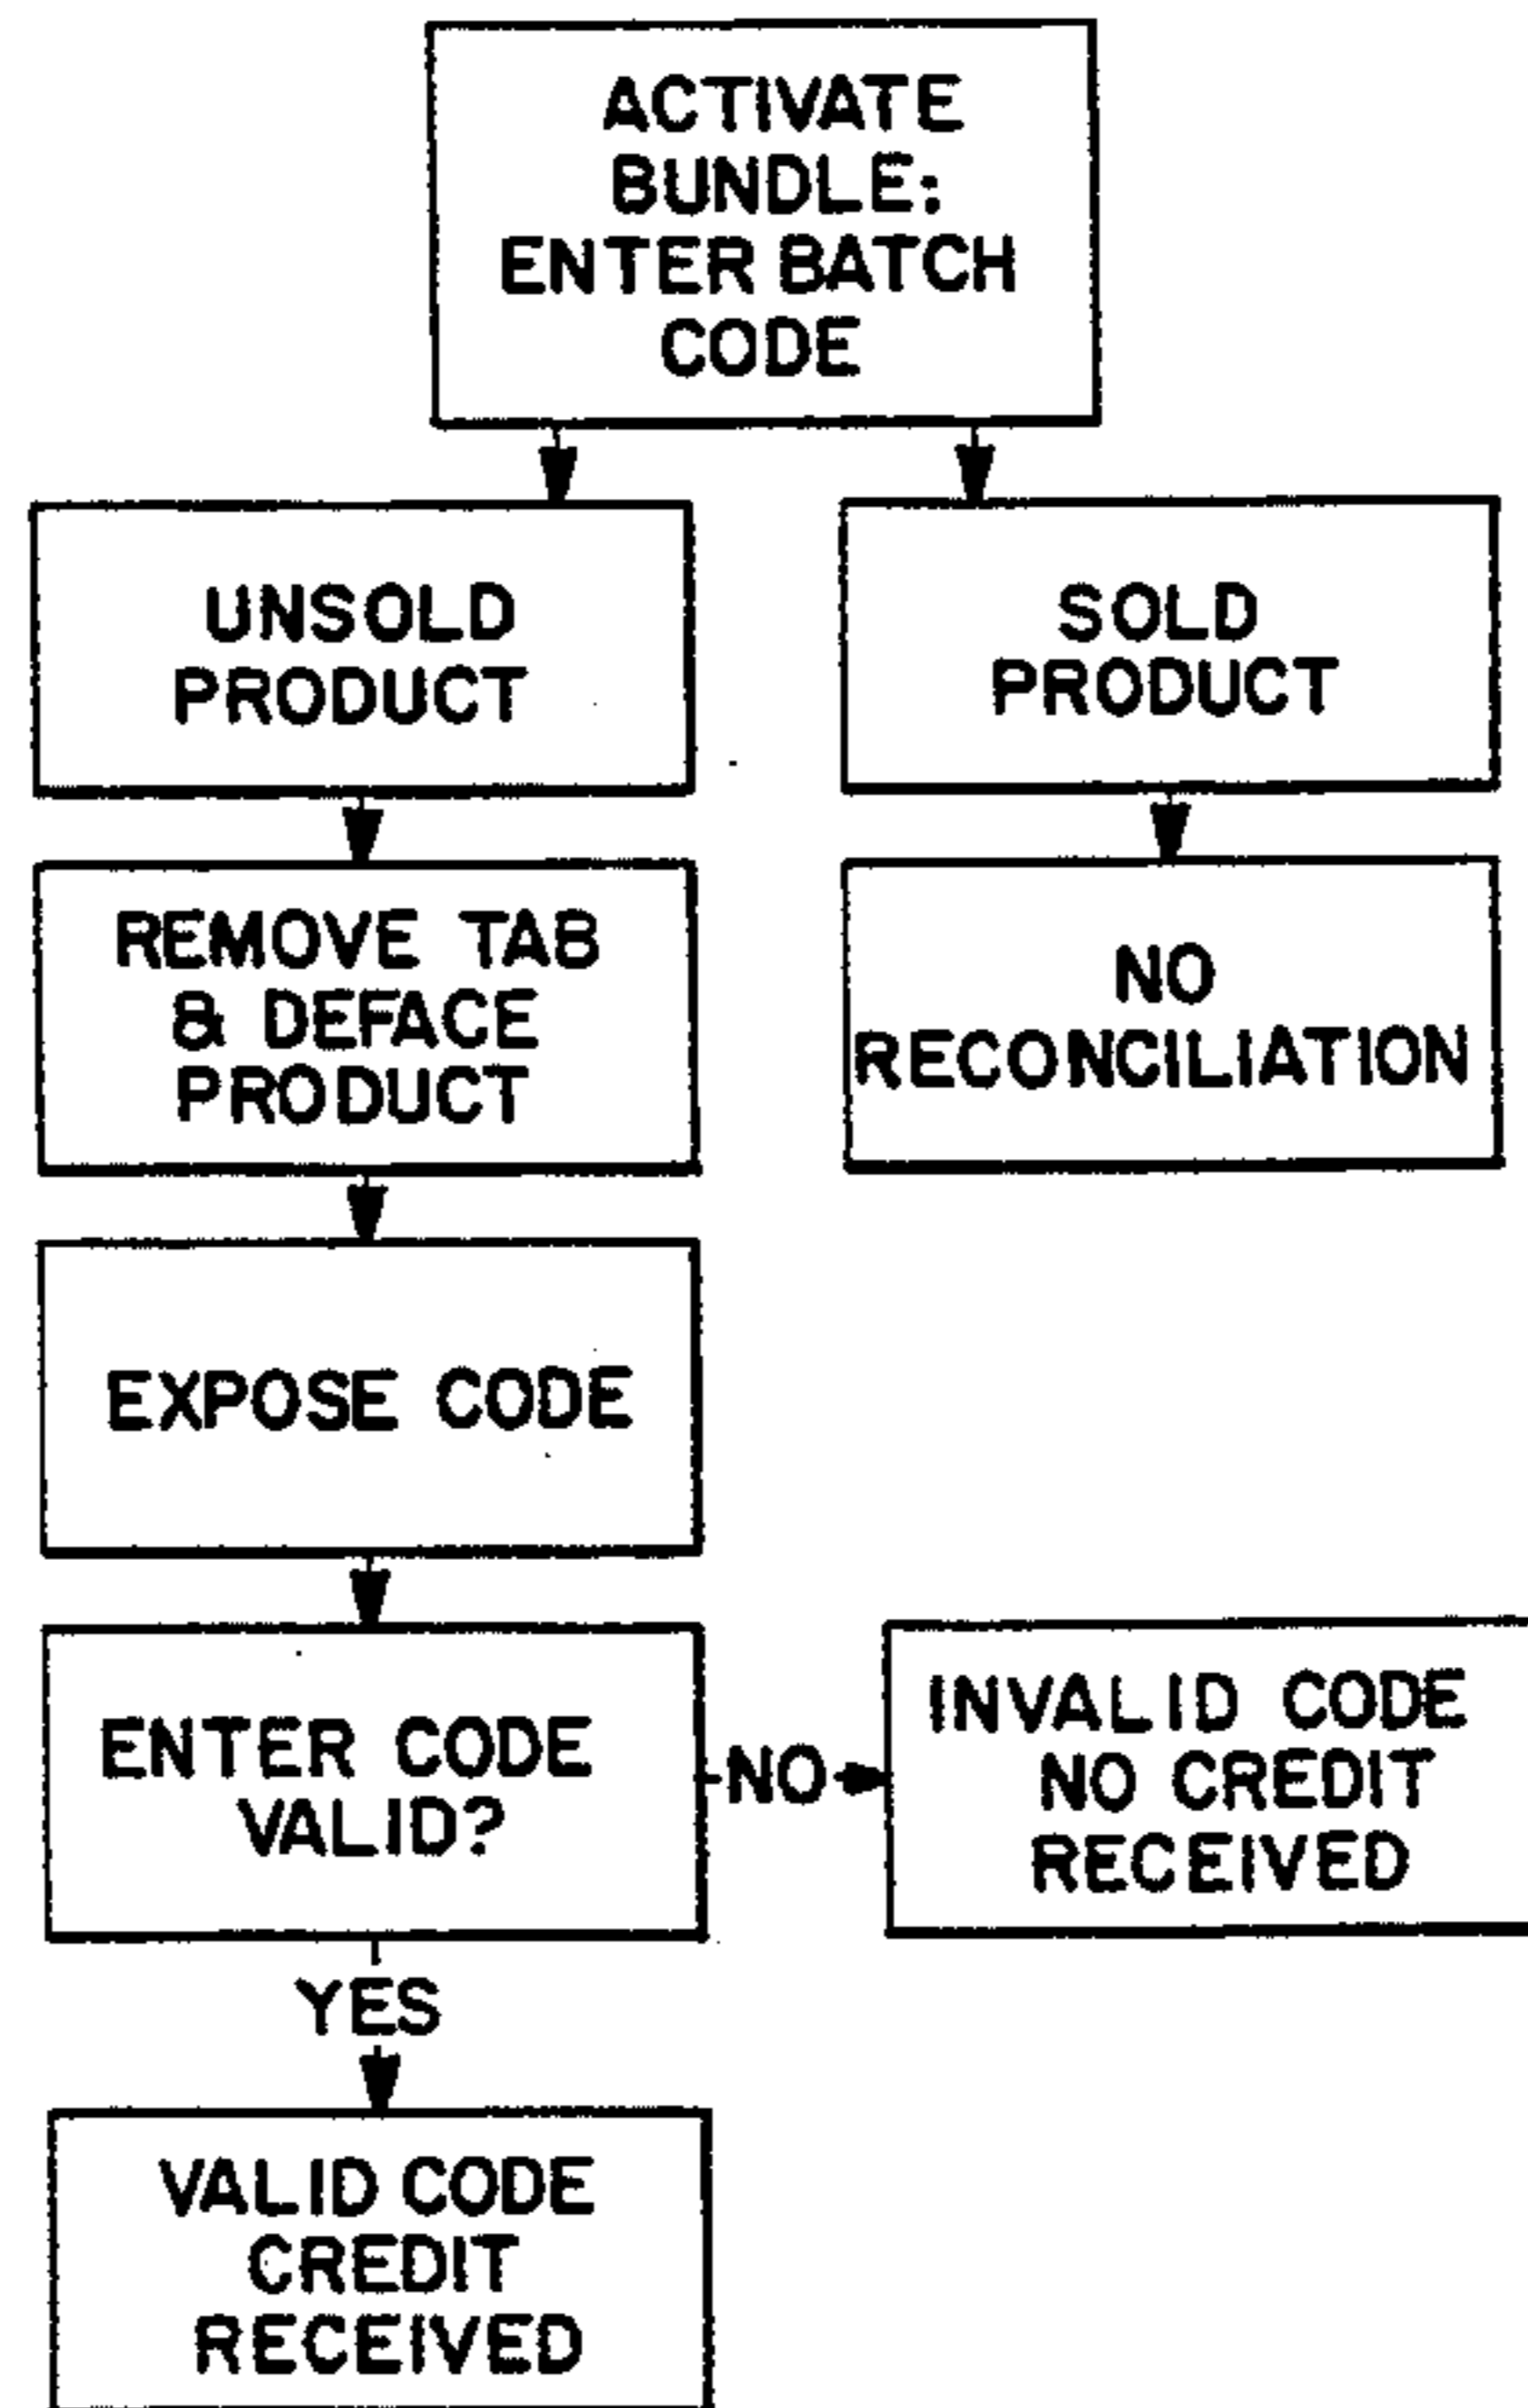 ACTIVATE
BUNDLE:
ENTER BATCH
CODE
UNSOLD
PRODUCT
SOLD
PRODUCT
REMOVE TAB
& DEFACE
PRODUCT
NO
RECONCILIATION
EXPOSE CODE
ENTER CODE
VALID?
NO
INVALID CODE
NO CREDIT
RECEIVED
YES
VALID CODE
CREDIT
RECEIVED